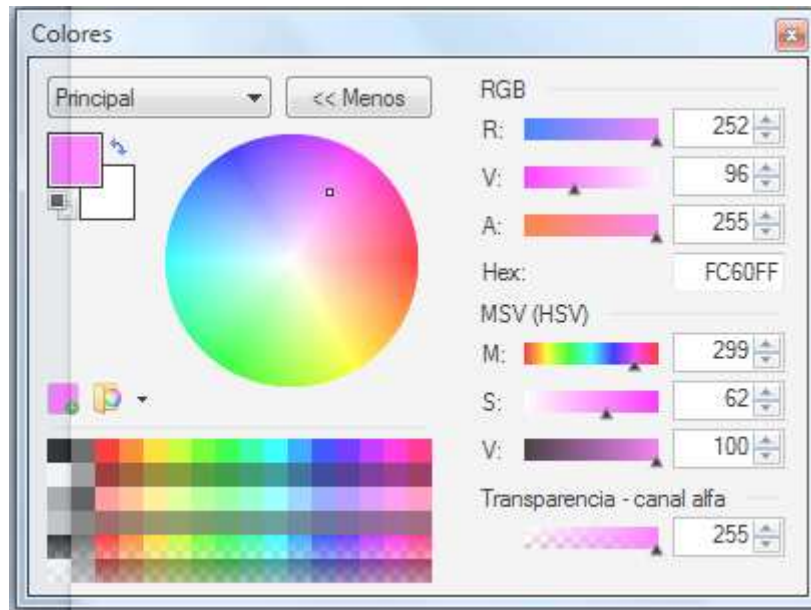 Colores
Principal
<< Menos
RGB
R: 252
V: 96
A: 255
Hex: FC60FF
MSV (HSV)
M: 299
S: 62
V: 100
Transparencia - canal alfa
255